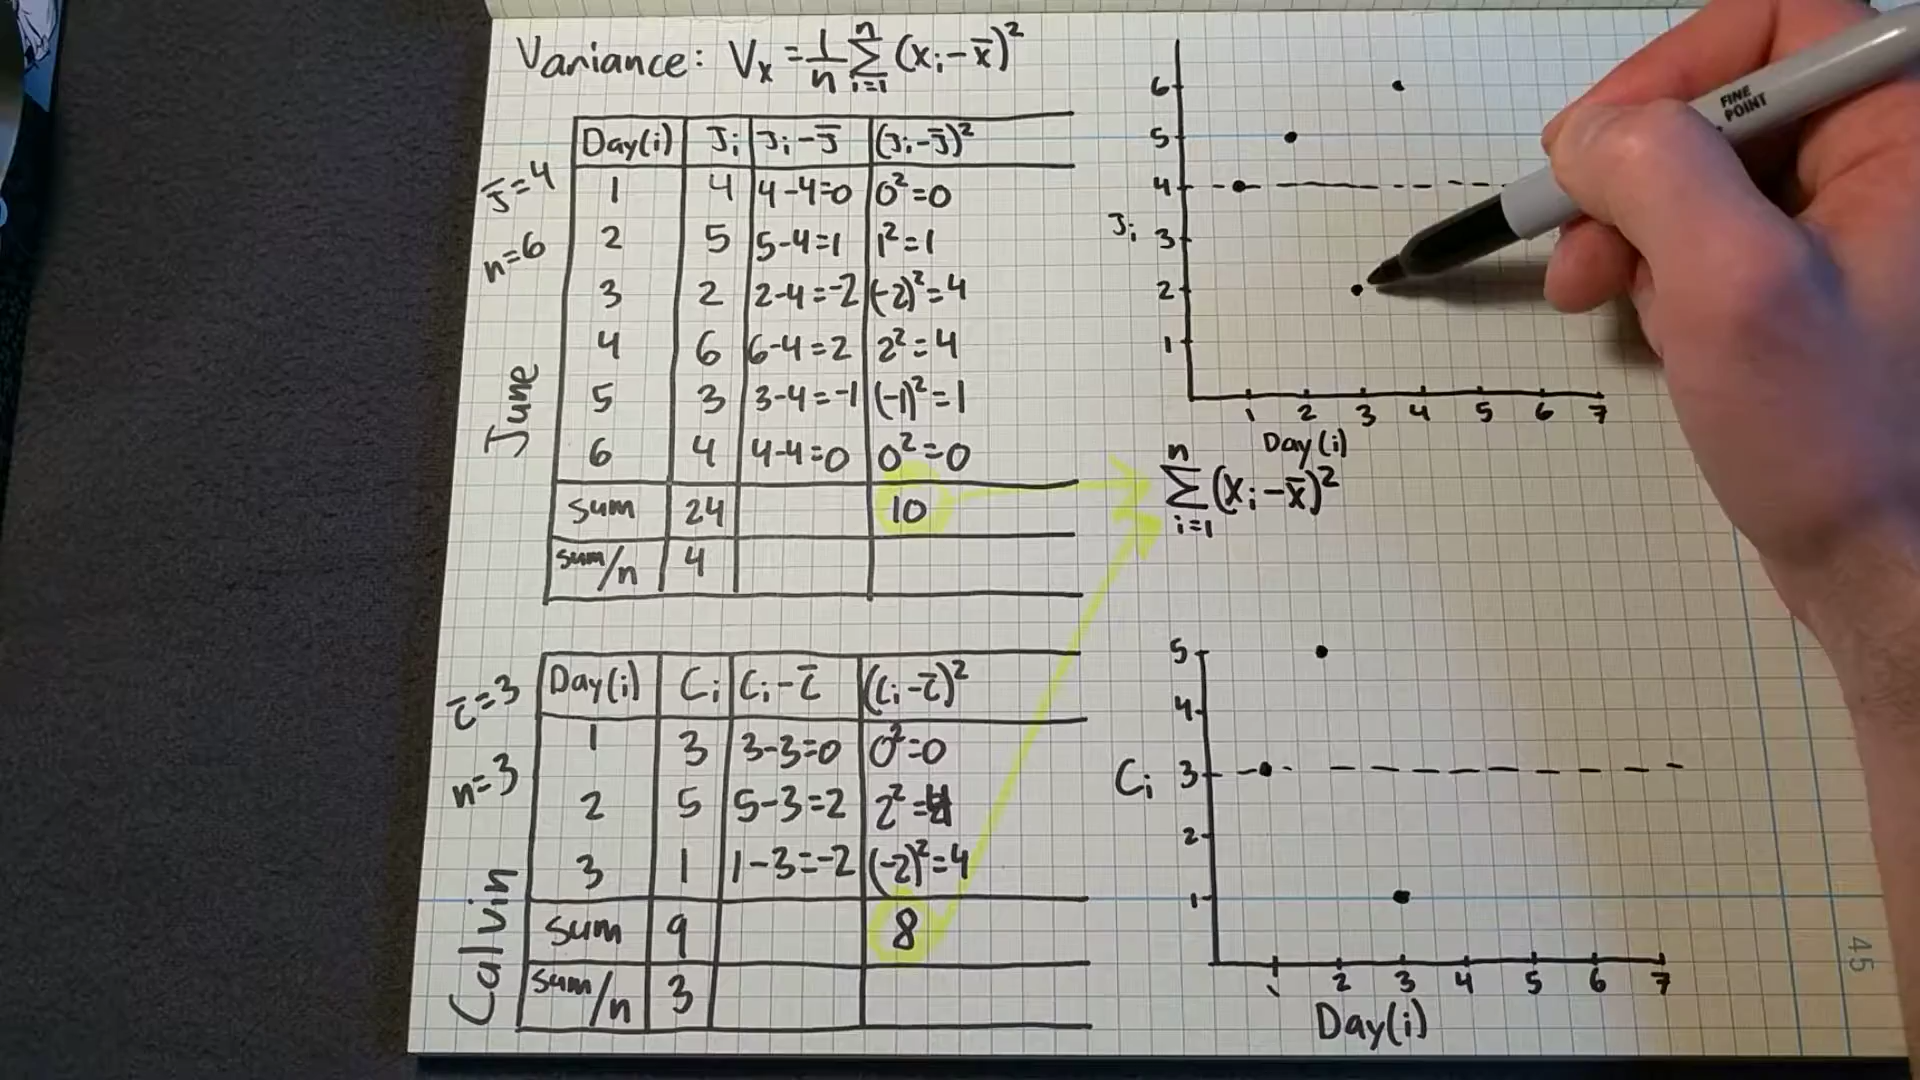 Variance: Vx = 1/n Σ i=1 n (xi - x̄)²
J̄=4
n=6
June
Day(i) Ji Ji-J̄ (Ji-J̄)²
1 4 4-4=0 0²=0
2 5 5-4=1 1²=1
3 2 2-4=-2 (-2)²=4
4 6 6-4=2 2²=4
5 3 3-4=-1 (-1)²=1
6 4 4-4=0 0²=0
sum 24 10
sum/n 4
6
5
4
Ji 3
2
1
1 2 3 4 5 6 7
Day(i)
n
Σ (xi - x̄)²
i=1
FINE
POINT
c̄=3
n=3
Calvin
Day(i) Ci Ci-c̄ (Ci-c̄)²
1 3 3-3=0 0²=0
2 5 5-3=2 2²=4
3 1 1-3=-2 (-2)²=4
sum 9 8
sum/n 3
5
4
Ci 3
2
1
1 2 3 4 5 6 7
Day(i)
45